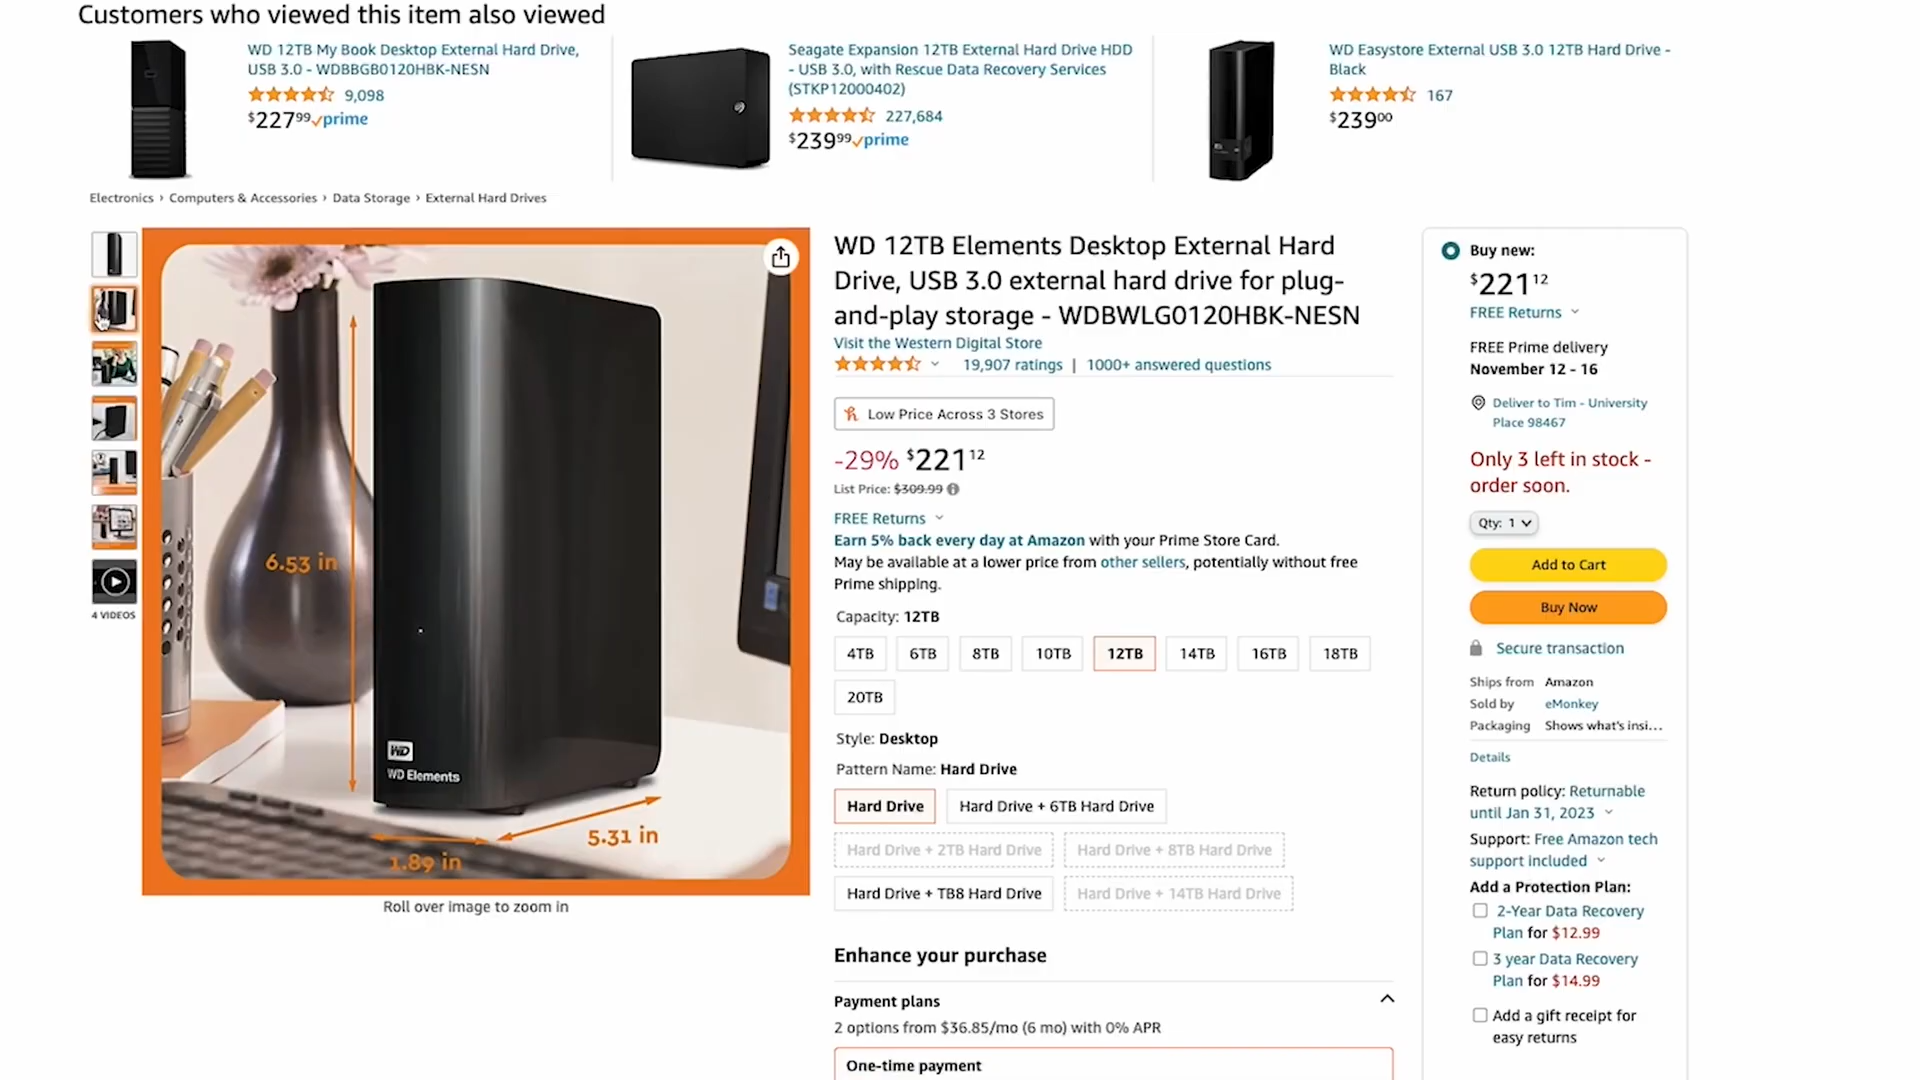 Customers who viewed this item also viewed
WD 12TB My Book Desktop External Hard Drive,
USB 3.0 - WDBBGB0120HBK-NESN
9,098
$227.99 prime
Seagate Expansion 12TB External Hard Drive HDD
- USB 3.0, with Rescue Data Recovery Services
(STKP12000402)
227,684
$239.99 prime
WD Easystore External USB 3.0 12TB Hard Drive -
Black
167
$239.00
Electronics › Computers & Accessories › Data Storage › External Hard Drives
4 VIDEOS
6.53 in
WD
WD Elements
5.31 in
1.89 in
Roll over image to zoom in
WD 12TB Elements Desktop External Hard
Drive, USB 3.0 external hard drive for plug-
and-play storage - WDBWLG0120HBK-NESN
Visit the Western Digital Store
19,907 ratings | 1000+ answered questions
Low Price Across 3 Stores
-29% $221.12
List Price: $309.99
FREE Returns
Earn 5% back every day at Amazon with your Prime Store Card.
May be available at a lower price from other sellers, potentially without free
Prime shipping.
Capacity: 12TB
4TB 6TB 8TB 10TB 12TB 14TB 16TB 18TB
20TB
Style: Desktop
Pattern Name: Hard Drive
Hard Drive Hard Drive + 6TB Hard Drive
Hard Drive + 2TB Hard Drive Hard Drive + 8TB Hard Drive
Hard Drive + TB8 Hard Drive Hard Drive + 14TB Hard Drive
Enhance your purchase
Payment plans
2 options from $36.85/mo (6 mo) with 0% APR
One-time payment
Buy new:
$221.12
FREE Returns
FREE Prime delivery
November 12 - 16
Deliver to Tim - University
Place 98467
Only 3 left in stock -
order soon.
Qty: 1
Add to Cart
Buy Now
Secure transaction
Ships from Amazon
Sold by eMonkey
Packaging Shows what's insi...
Details
Return policy: Returnable
until Jan 31, 2023
Support: Free Amazon tech
support included
Add a Protection Plan:
2-Year Data Recovery
Plan for $12.99
3 year Data Recovery
Plan for $14.99
Add a gift receipt for
easy returns